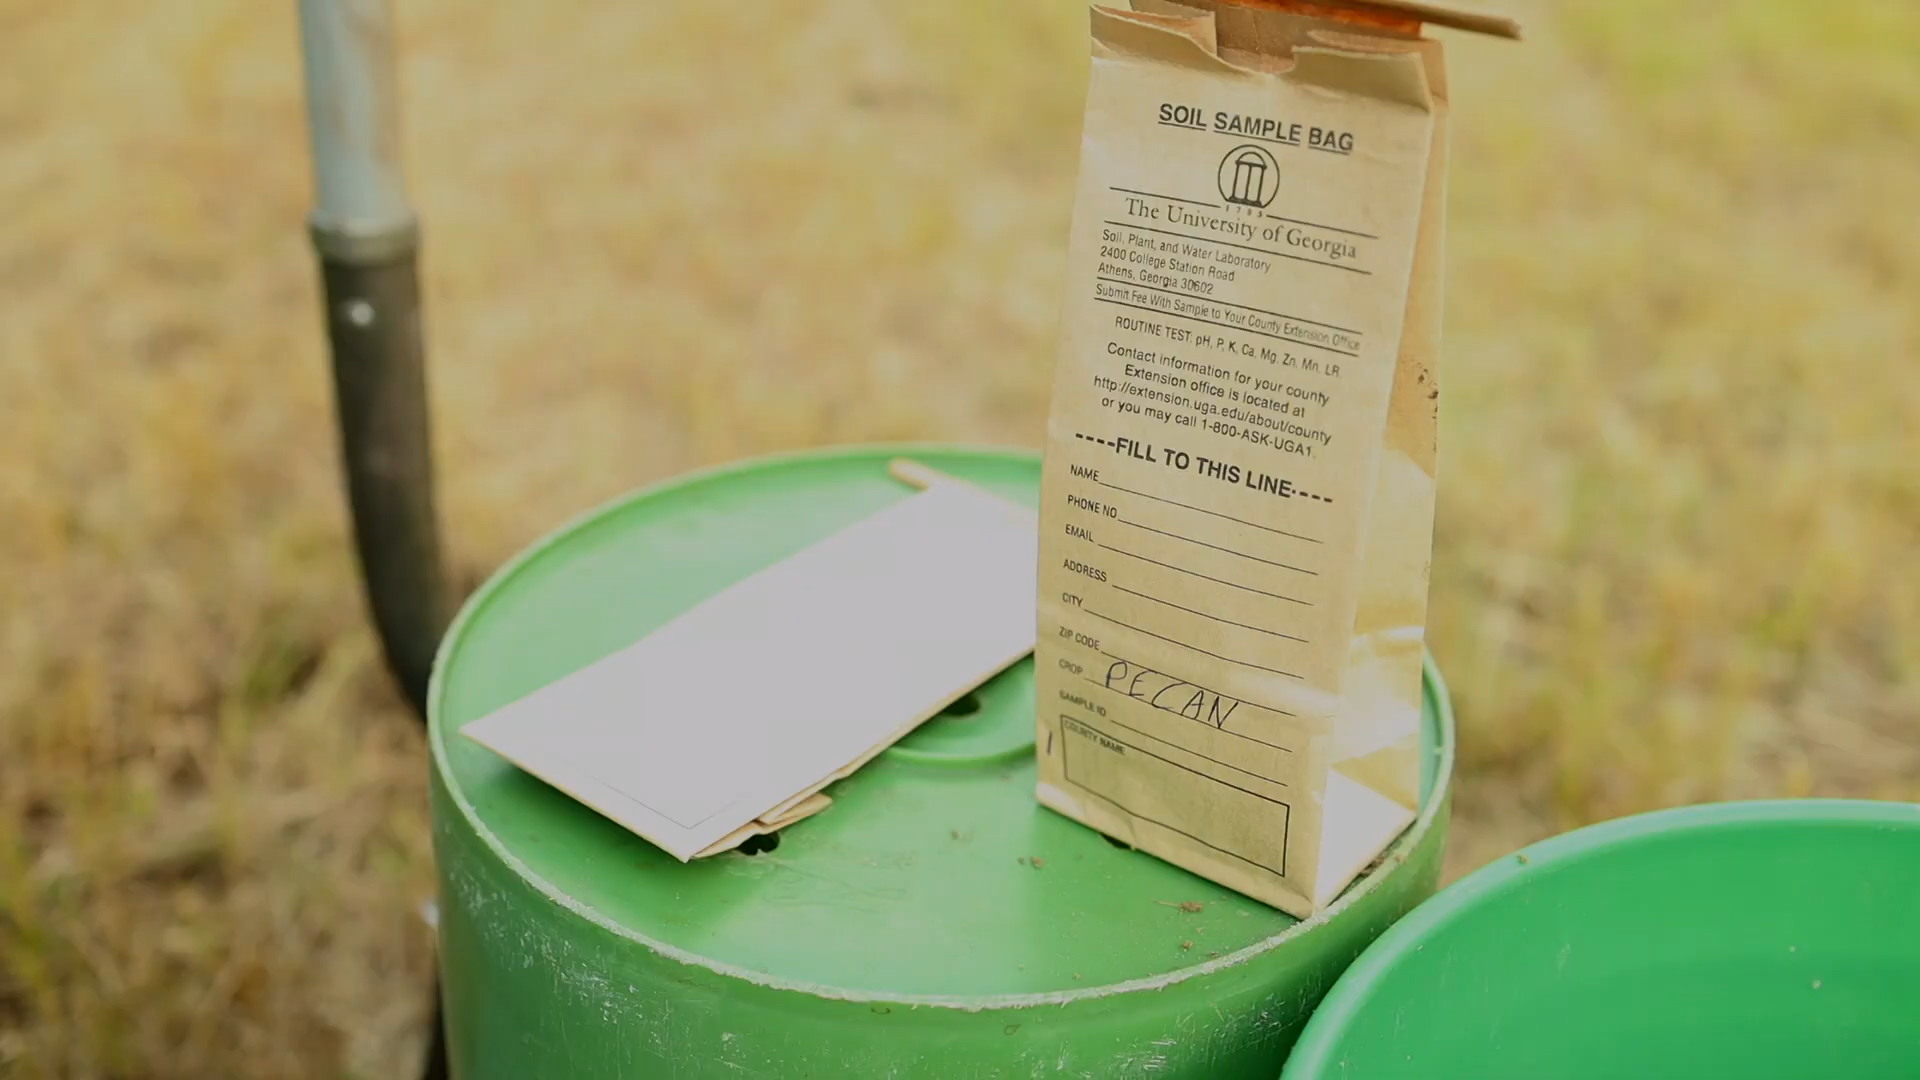 SOIL SAMPLE BAG
1785
The University of Georgia
Soil, Plant, and Water Laboratory
2400 College Station Road
Athens, Georgia 30602
Submit Fee With Sample to Your County Extension Office
ROUTINE TEST: pH, P, K, Ca, Mg, Zn, Mn, LR
Contact information for your county
Extension office is located at
http://extension.uga.edu/about/county
or you may call 1-800-ASK-UGA1.
----FILL TO THIS LINE----
NAME
PHONE NO
EMAIL
ADDRESS
CITY
ZIP CODE
CROP PECAN
SAMPLE ID
COUNTY NAME